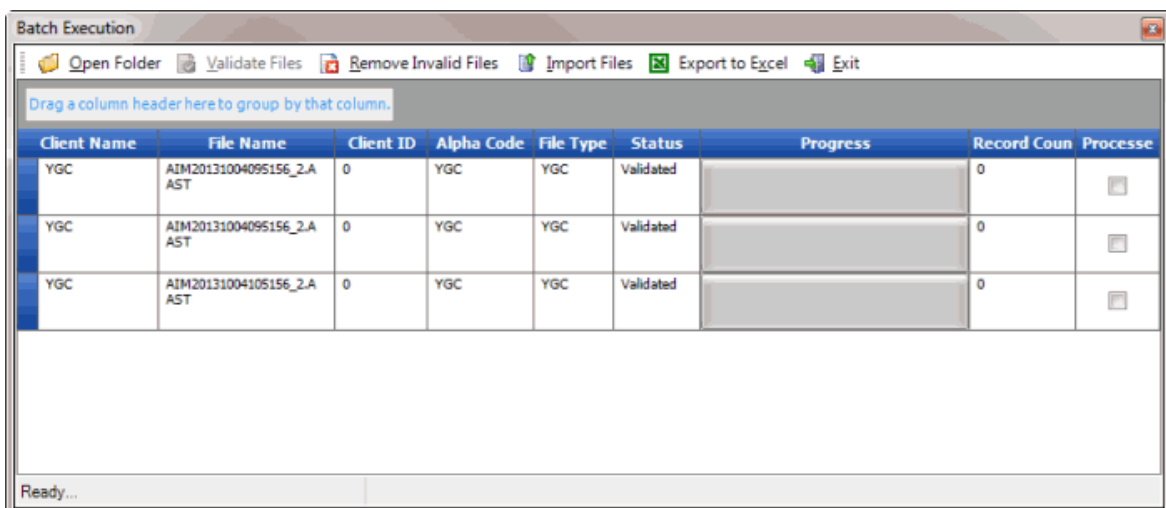 Batch Execution
Open Folder Validate Files Remove Invalid Files Import Files Export to Excel Exit
Drag a column header here to group by that column.
Client Name File Name Client ID Alpha Code File Type Status Progress Record Coun Processe
YGC AIM20131004095156_2.A 0 YGC YGC Validated 0
AST
YGC AIM20131004095156_2.A 0 YGC YGC Validated 0
AST
YGC AIM20131004105156_2.A 0 YGC YGC Validated 0
AST
Ready...